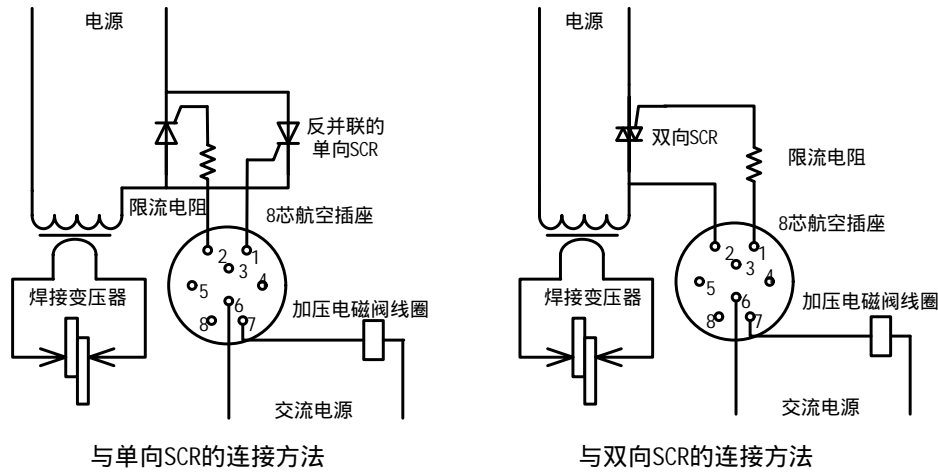 电源
反并联的
单向SCR
限流电阻
8芯航空插座
2 1
3
4
5
6
8 7
焊接变压器
加压电磁阀线圈
交流电源
与单向SCR的连接方法
电源
双向SCR
限流电阻
8芯航空插座
2 1
3
4
5
6
8 7
焊接变压器
加压电磁阀线圈
交流电源
与双向SCR的连接方法